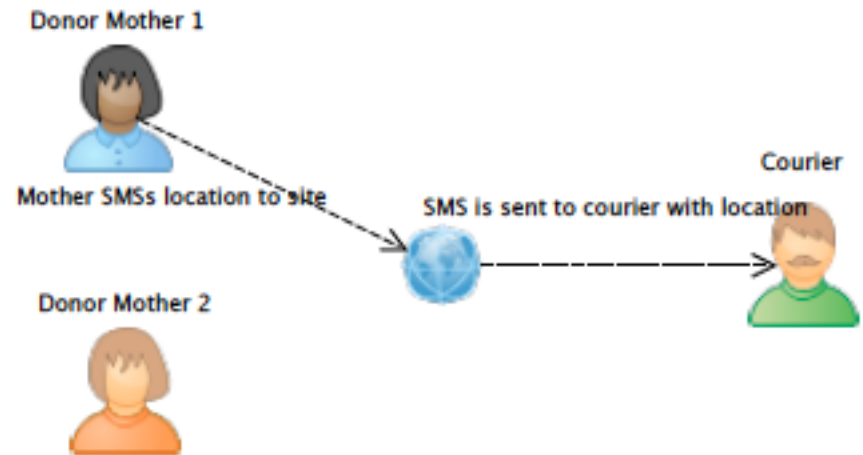 Donor Mother 1
Courier
Mother SMSs location to site
SMS is sent to courier with location
Donor Mother 2